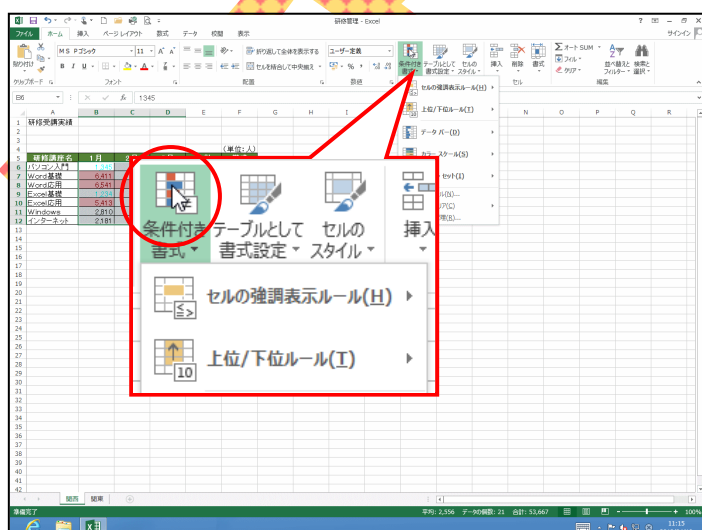 研修管理 - Excel
サインイン
ファイル ホーム 挿入 ページレイアウト 数式 データ 校閲 表示
MS Pゴシック 11
折り返して全体を表示する
ユーザー定義
貼り付け
B I U
セルを結合して中央揃え
条件付き 書式
テーブルとして 書式設定
セルの スタイル
挿入 削除 書式
オート SUM
フィル
クリア
並べ替えと フィルター
検索と 選択
クリップボード フォント 配置 数値 セル 編集
セルの強調表示ルール(H)
上位/下位ルール(T)
データ バー(D)
カラー スケール(S)
セット(I)
B6 1345
A B C D E F G H I N O P Q R
研修受講実績
(単位:人)
研修講座名 1月
パソコン入門 1,345
Word基礎 6,411
Word応用 6,541
Excel基礎 1,234
Excel応用 5,413
Windows 2,810
インターネット 2,181
条件付き 書式
テーブルとして 書式設定
セルの スタイル
挿入
セルの強調表示ルール(H)
上位/下位ルール(T)
関西 関東
準備完了
平均: 2,556 データの個数: 21 合計: 53,667
100%
11:15